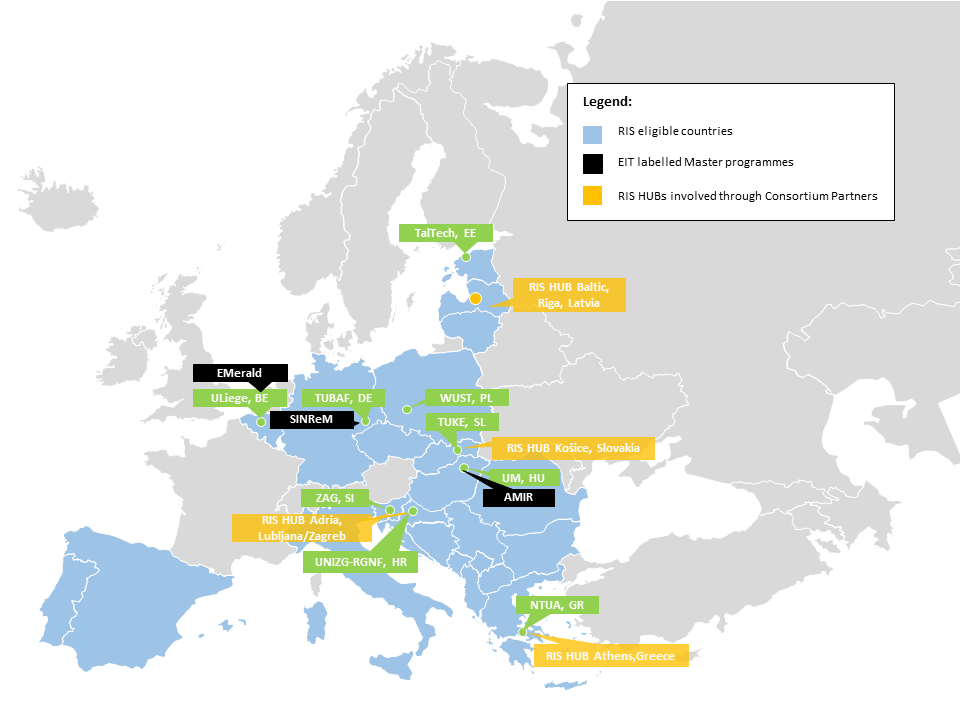 Legend:
RIS eligible countries
EIT labelled Master programmes
RIS HUBs involved through Consortium Partners
TalTech, EE
RIS HUB Baltic,
Riga, Latvia
EMerald
ULiege, BE
TUBAF, DE
WUST, PL
SINReM
TUKE, SL
RIS HUB Košice, Slovakia
UM, HU
AMIR
ZAG, SI
RIS HUB Adria,
Lubljana/Zagreb
UNIZG-RGNF, HR
NTUA, GR
RIS HUB Athens,Greece